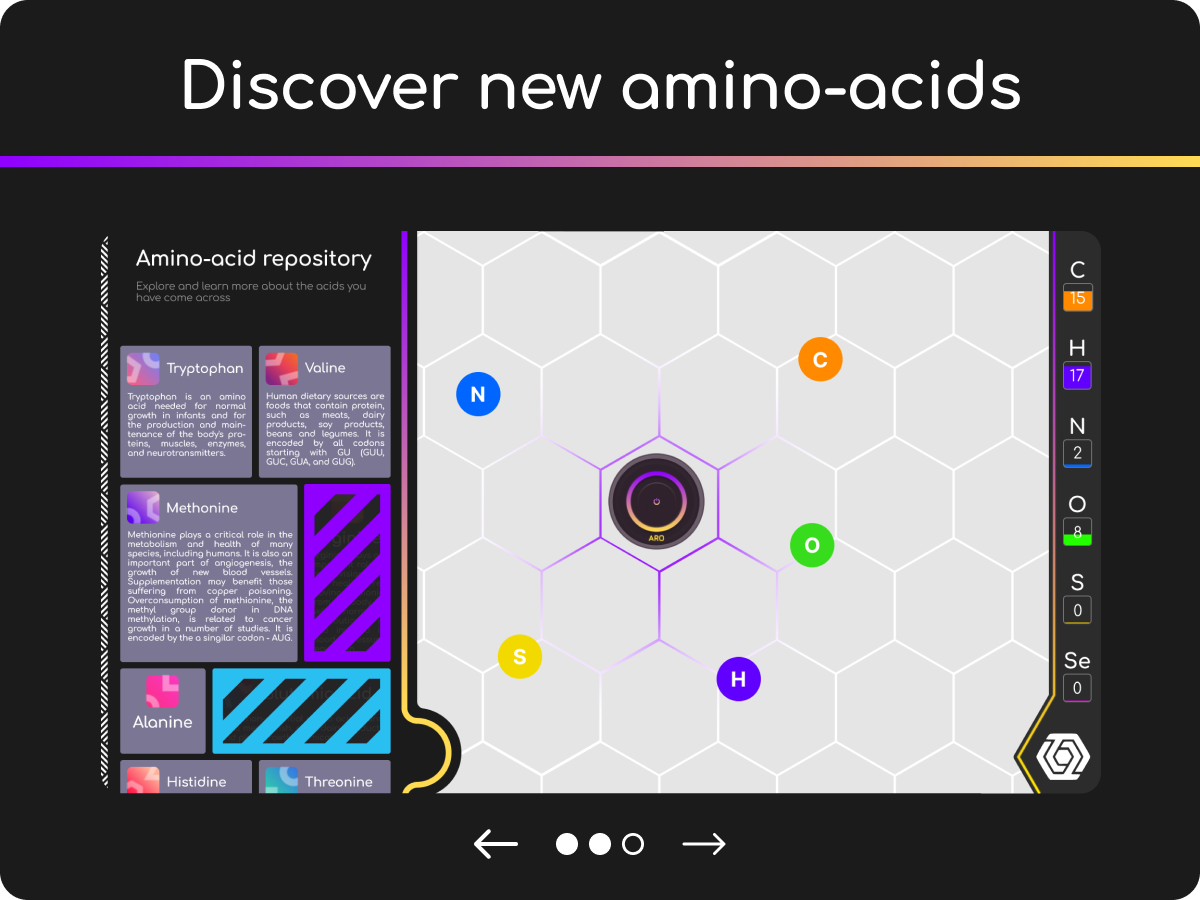 Discover new amino-acids
Amino-acid repository
Explore and learn more about the acids you
have come across
Tryptophan
Tryptophan is an amino
acid needed for normal
growth in infants and for
the production and main-
tenance of the body's pro-
teins, muscles, enzymes,
and neurotransmitters.
Valine
Human dietary sources are
foods that contain protein,
such as meats, dairy
products, soy products,
beans and legumes. It is
encoded by all codons
starting with GU (GUU,
GUC, GUA, and GUG).
Methonine
Methionine plays a critical role in the
metabolism and health of many
species, including humans. It is also an
important part of angiogenesis, the
growth of new blood vessels.
Supplementation may benefit those
suffering from copper poisoning.
Overconsumption of methionine, the
methyl group donor in DNA
methylation, is related to cancer
growth in a number of studies. It is
encoded by the a singilar codon - AUG.
Alanine
Histidine
Threonine
N
C
ARO
O
S
H
C
15
H
17
N
2
O
8
S
0
Se
0